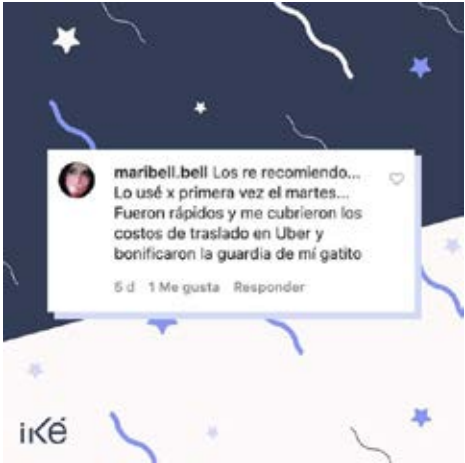 maribell.bell Los re recomiendo...
Lo usé x primera vez el martes...
Fueron rápidos y me cubrieron los
costos de traslado en Uber y
bonificaron la guardia de mí gatito
5 d 1 Me gusta Responder
iKé